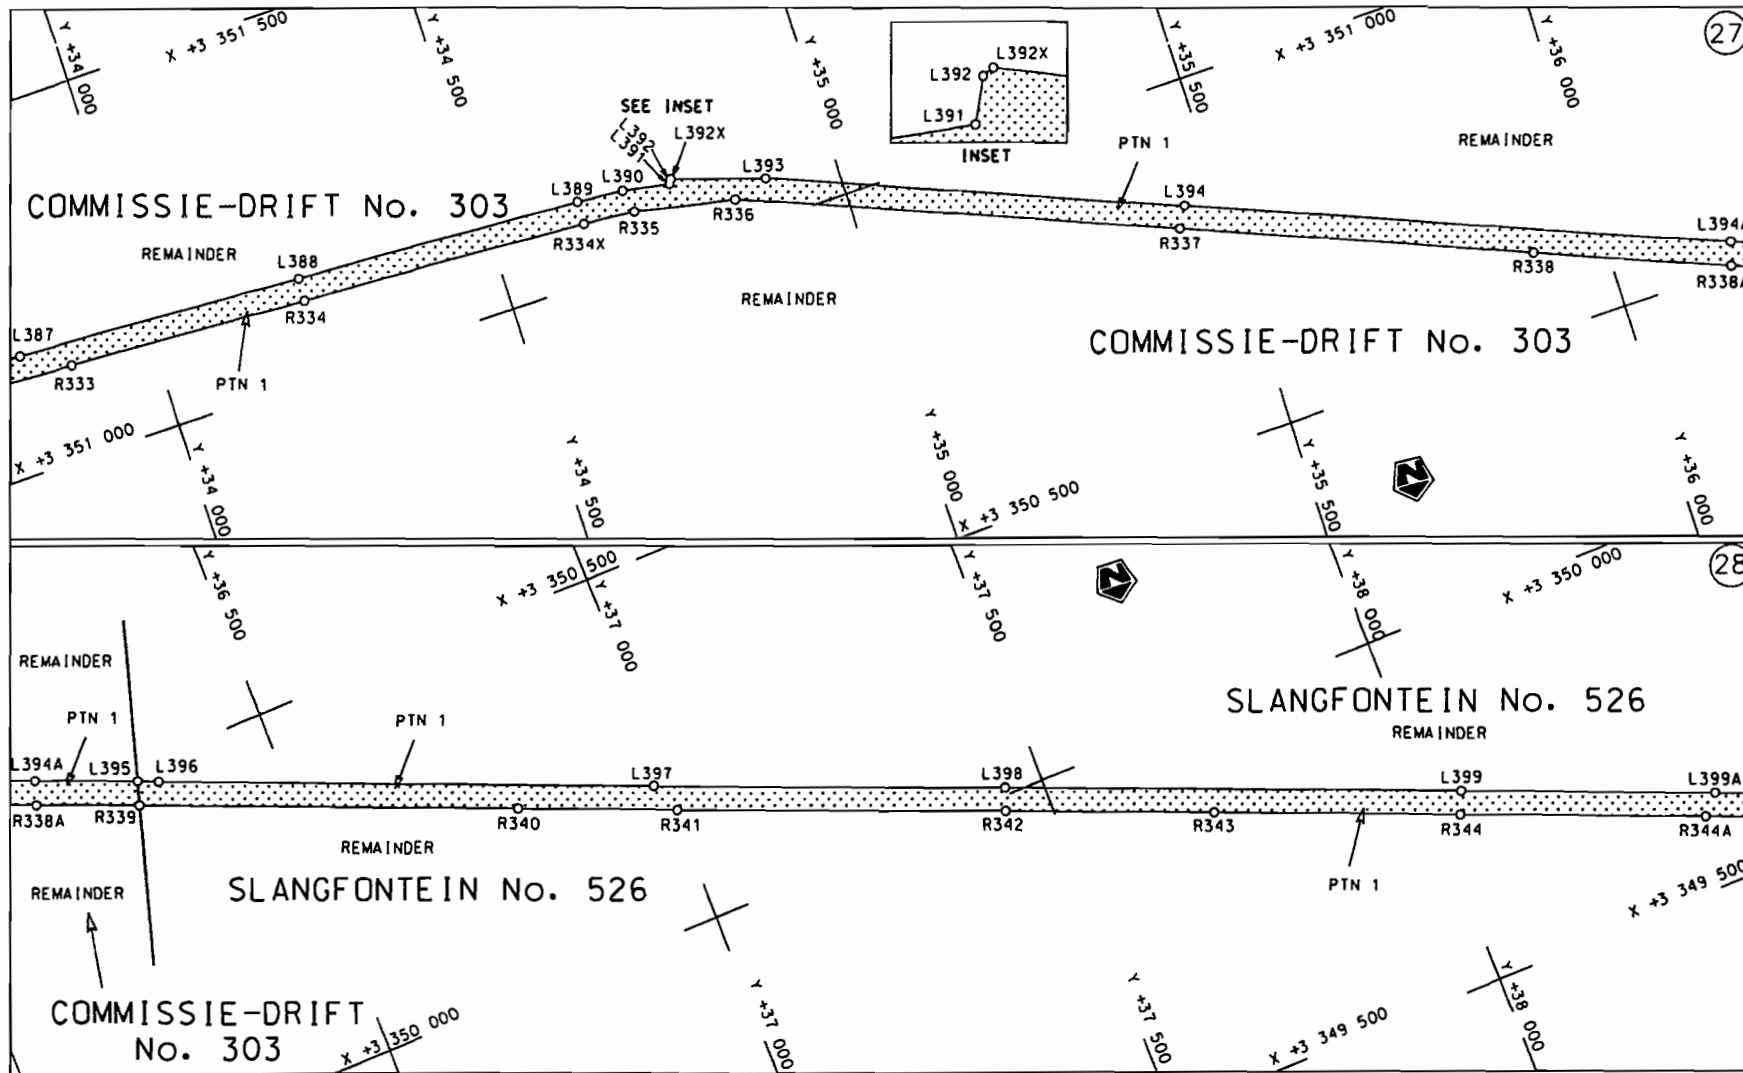 Y +34 000
X +3 351 500
Y +34 500
Y +35 000
Y +35 500
X +3 351 000
Y +36 000
27
L392X
L392
L391
INSET
SEE INSET
L392
L391
L392X
PTN 1
REMAINDER
COMMISSIE-DRIFT No. 303
REMAINDER
L387
L388
L389
L390
L393
L394
L394A
R333
R334
R334X
R335
R336
R337
R338
R338A
PTN 1
REMAINDER
COMMISSIE-DRIFT No. 303
X +3 351 000
Y +34 000
Y +34 500
Y +35 000
X +3 350 500
Y +35 500
Y +36 000
N
Y +36 500
X +3 350 500
Y +37 000
Y +37 500
N
Y +38 000
X +3 350 000
28
REMAINDER
PTN 1
PTN 1
SLANGFONTEIN No. 526
REMAINDER
L394A
L395
L396
L397
L398
L399
L399A
R338A
R339
R340
R341
R342
R343
R344
R344A
REMAINDER
REMAINDER
SLANGFONTEIN No. 526
PTN 1
X +3 349 500
COMMISSIE-DRIFT
No. 303
X +3 350 000
Y +37 000
Y +37 500
X +3 349 500
Y +38 000